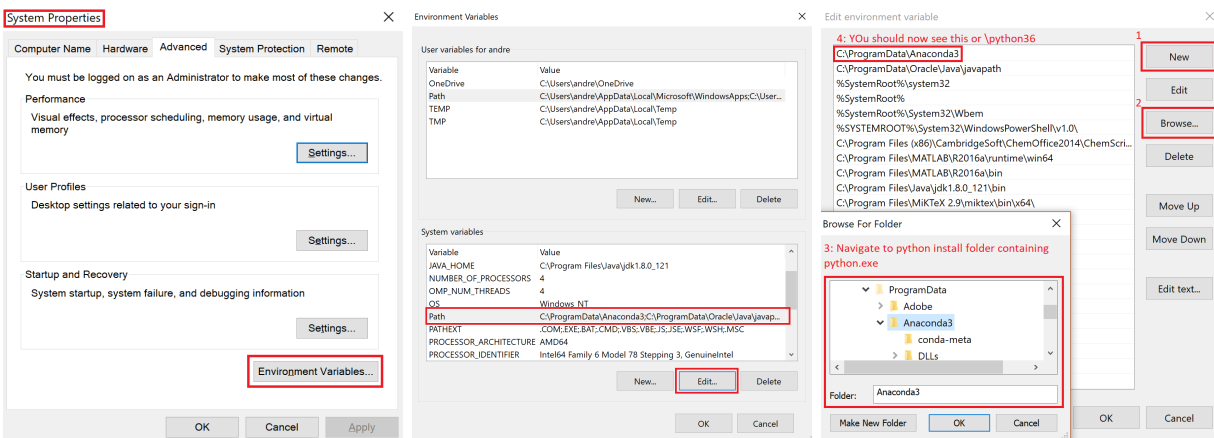 System Properties
Computer Name Hardware Advanced System Protection Remote
You must be logged on as an Administrator to make most of these changes.
Performance
Visual effects, processor scheduling, memory usage, and virtual
memory
Settings...
User Profiles
Desktop settings related to your sign-in
Settings...
Startup and Recovery
System startup, system failure, and debugging information
Settings...
Environment Variables...
OK Cancel Apply
Environment Variables
User variables for andre
Variable Value
OneDrive C:\Users\andre\OneDrive
Path C:\Users\andre\AppData\Local\Microsoft\WindowsApps;C:\User...
TEMP C:\Users\andre\AppData\Local\Temp
TMP C:\Users\andre\AppData\Local\Temp
New... Edit... Delete
System variables
Variable Value
JAVA_HOME C:\Program Files\Java\jdk1.8.0_121
NUMBER_OF_PROCESSORS 4
OMP_NUM_THREADS 4
OS Windows_NT
Path C:\ProgramData\Anaconda3;C:\ProgramData\Oracle\Java\javap...
PATHEXT .COM;.EXE;.BAT;.CMD;.VBS;.VBE;.JS;.JSE;.WSF;.WSH;.MSC
PROCESSOR_ARCHITECTURE AMD64
PROCESSOR_IDENTIFIER Intel64 Family 6 Model 78 Stepping 3, GenuineIntel
New... Edit... Delete
OK Cancel
Edit environment variable
4: YOu should now see this or \python36
1
C:\ProgramData\Anaconda3
New
C:\ProgramData\Oracle\Java\javapath
%SystemRoot%\system32
Edit
%SystemRoot%
2
%SystemRoot%\System32\Wbem
Browse...
%SYSTEMROOT%\System32\WindowsPowerShell\v1.0\
C:\Program Files (x86)\CambridgeSoft\ChemOffice2014\ChemScri...
Delete
C:\Program Files\MATLAB\R2016a\runtime\win64
C:\Program Files\MATLAB\R2016a\bin
C:\Program Files\Java\jdk1.8.0_121\bin
C:\Program Files\MiKTeX 2.9\miktex\bin\x64\
Move Up
Move Down
Edit text...
Browse For Folder
3: Navigate to python install folder containing
python.exe
ProgramData
Adobe
Anaconda3
conda-meta
DLLs
Folder: Anaconda3
Make New Folder OK Cancel
OK Cancel